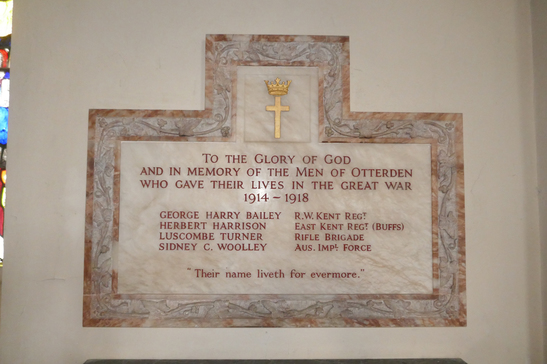 TO THE GLORY OF GOD
AND IN MEMORY OF THE MEN OF OTTERDEN
WHO GAVE THEIR LIVES IN THE GREAT WAR
1914 - 1918
GEORGE HARRY BAILEY R.W. KENT REGT.
HERBERT HARRISON EAST KENT REGT. (BUFFS)
LUSCOMBE TURNER RIFLE BRIGADE
SIDNEY C. WOOLLEY AUS. IMPL. FORCE
"Their name liveth for evermore."